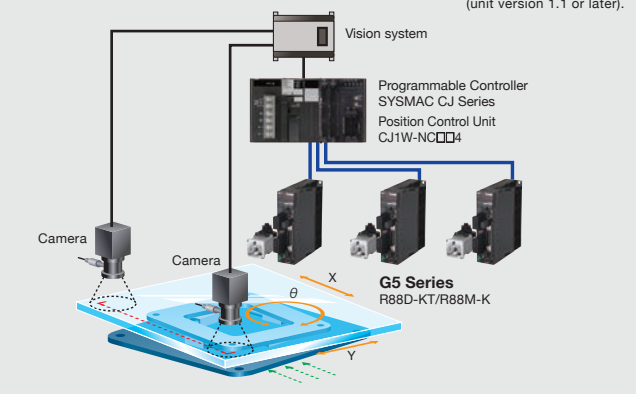 (unit version 1.1 or later).
Vision system
Programmable Controller
SYSMAC CJ Series
Position Control Unit
CJ1W-NC□□4
Camera
Camera
X
θ
G5 Series
R88D-KT/R88M-K
Y